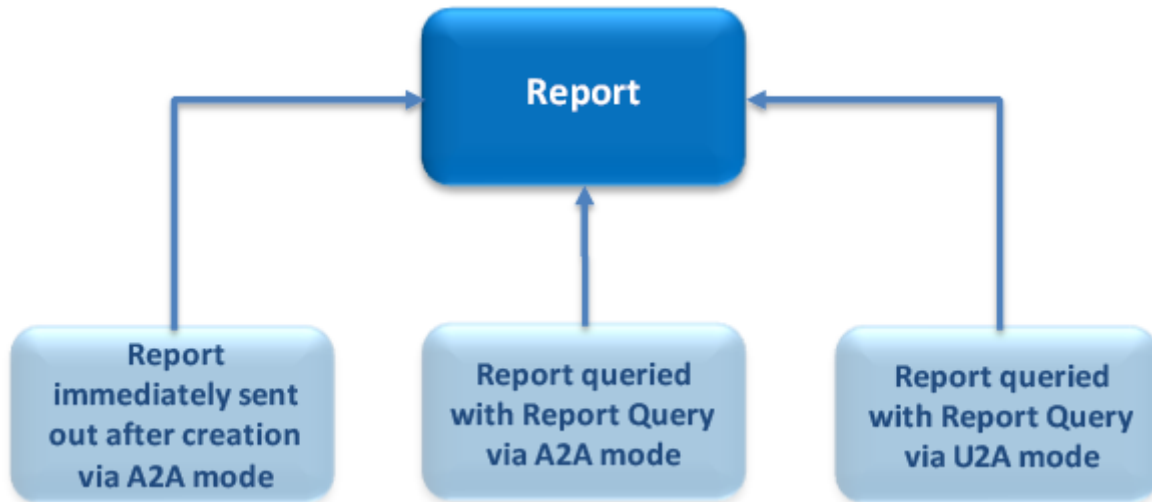 Report
Report
immediately sent
out after creation
via A2A mode
Report queried
with Report Query
via A2A mode
Report queried
with Report Query
via U2A mode